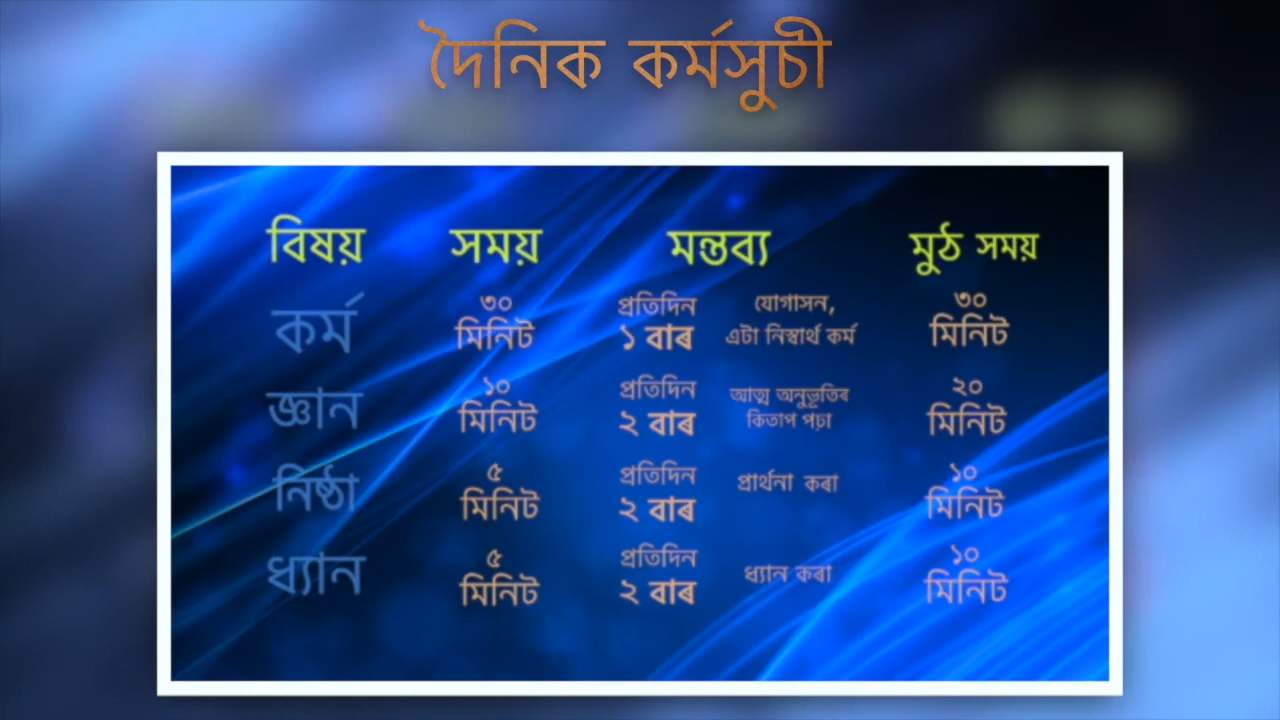 দৈনিক কৰ্মসুচী
বিষয় সময় মন্তব্য মুঠ সময়
কৰ্ম ৩০ মিনিট প্ৰতিদিন ১ বাৰ যোগাসন, এটা নিস্বাৰ্থ কৰ্ম ৩০ মিনিট
জ্ঞান ১০ মিনিট প্ৰতিদিন ২ বাৰ আত্ম অনুভূতিৰ কিতাপ পঢ়া ২০ মিনিট
নিষ্ঠা ৫ মিনিট প্ৰতিদিন ২ বাৰ প্ৰাৰ্থনা কৰা ১০ মিনিট
ধ্যান ৫ মিনিট প্ৰতিদিন ২ বাৰ ধ্যান কৰা ১০ মিনিট